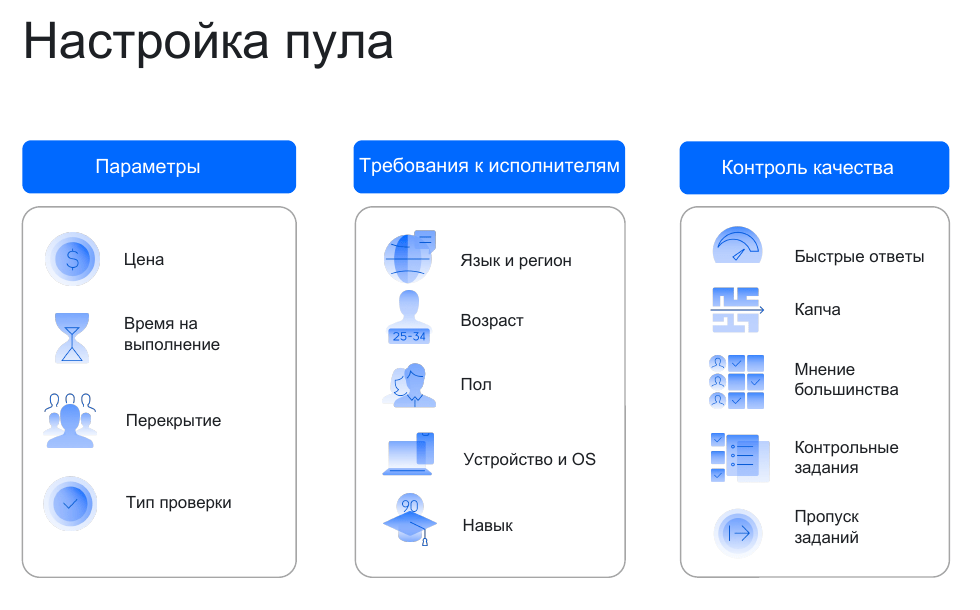 Настройка пула
Параметры
Цена
Время на
выполнение
Перекрытие
Тип проверки
Требования к исполнителям
Язык и регион
25-34
Возраст
Пол
Устройство и OS
90
Навык
Контроль качества
Быстрые ответы
Капча
Мнение
большинства
Контрольные
задания
Пропуск
заданий